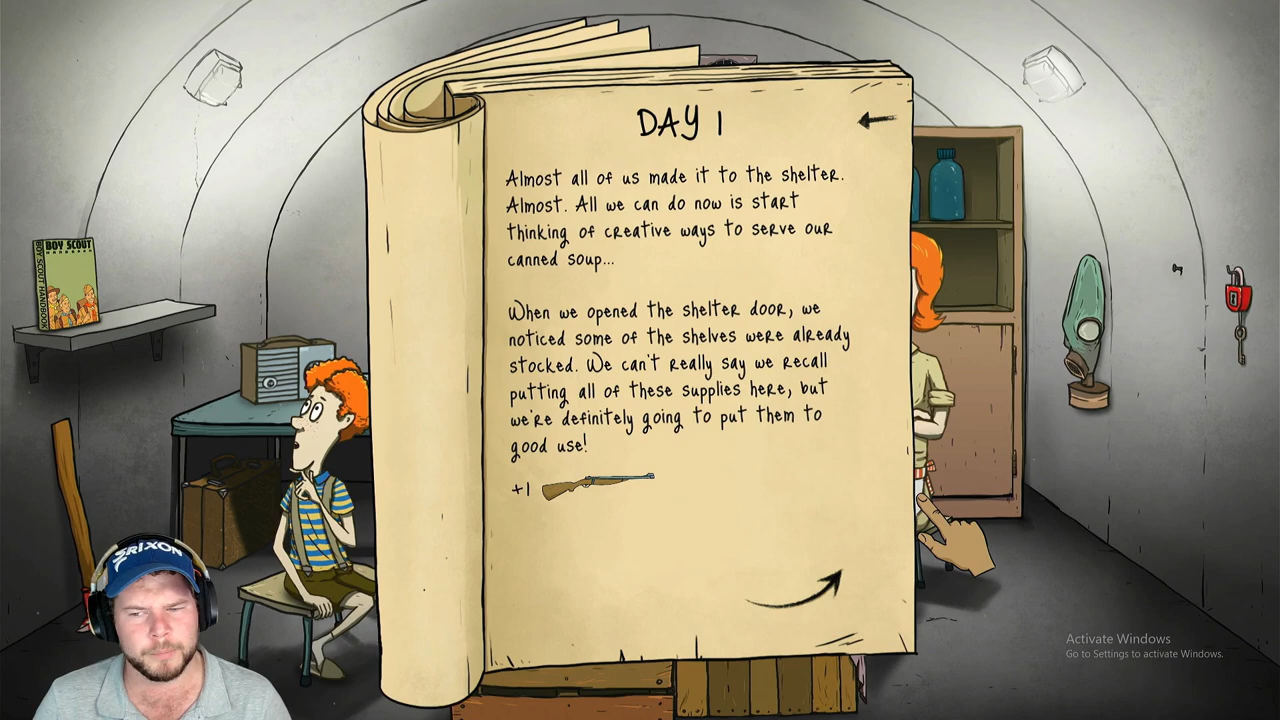 DAY 1
Almost all of us made it to the shelter.
Almost. All we can do now is start
thinking of creative ways to serve our
canned soup...
When we opened the shelter door, we
noticed some of the shelves were already
stocked. We can't really say we recall
putting all of these supplies here, but
we're definitely going to put them to
good use!
+1
BOY SCOUT
BOY SCOUT HANDBOOK
SRIXON
Activate Windows
Go to Settings to activate Windows.